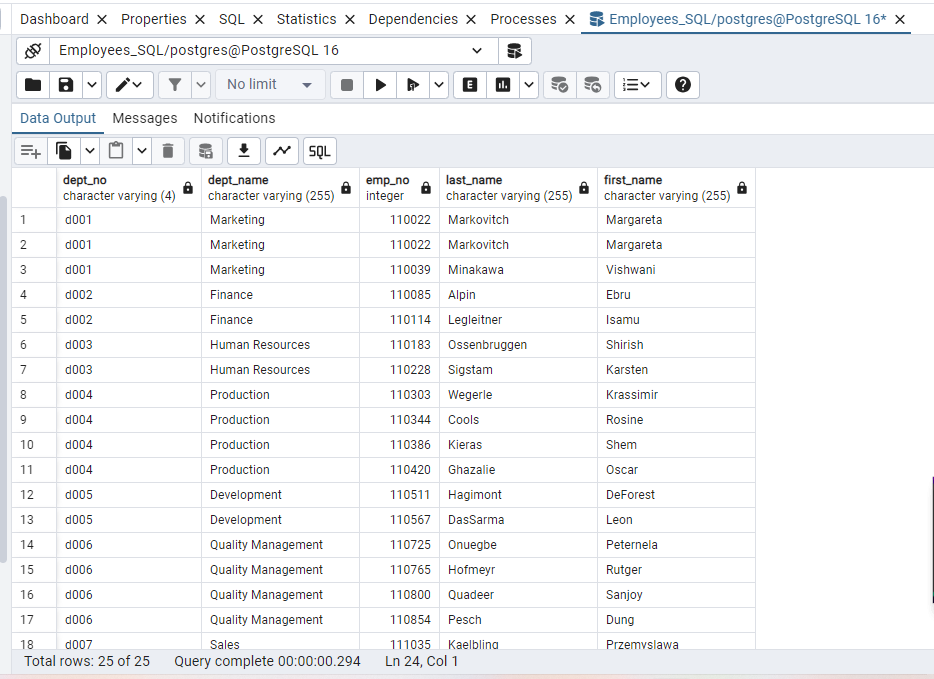 Dashboard Properties SQL Statistics Dependencies Processes Employees_SQL/postgres@PostgreSQL 16*
Employees_SQL/postgres@PostgreSQL 16
No limit E
Data Output Messages Notifications
SQL
dept_no dept_name emp_no last_name first_name
character varying (4) character varying (255) integer character varying (255) character varying (255)
1 d001 Marketing 110022 Markovitch Margareta
2 d001 Marketing 110022 Markovitch Margareta
3 d001 Marketing 110039 Minakawa Vishwani
4 d002 Finance 110085 Alpin Ebru
5 d002 Finance 110114 Legleitner Isamu
6 d003 Human Resources 110183 Ossenbruggen Shirish
7 d003 Human Resources 110228 Sigstam Karsten
8 d004 Production 110303 Wegerle Krassimir
9 d004 Production 110344 Cools Rosine
10 d004 Production 110386 Kieras Shem
11 d004 Production 110420 Ghazalie Oscar
12 d005 Development 110511 Hagimont DeForest
13 d005 Development 110567 DasSarma Leon
14 d006 Quality Management 110725 Onuegbe Peternela
15 d006 Quality Management 110765 Hofmeyr Rutger
16 d006 Quality Management 110800 Quadeer Sanjoy
17 d006 Quality Management 110854 Pesch Dung
18 d007 Sales 111035 Kaelbling Przemyslawa
Total rows: 25 of 25 Query complete 00:00:00.294 Ln 24, Col 1